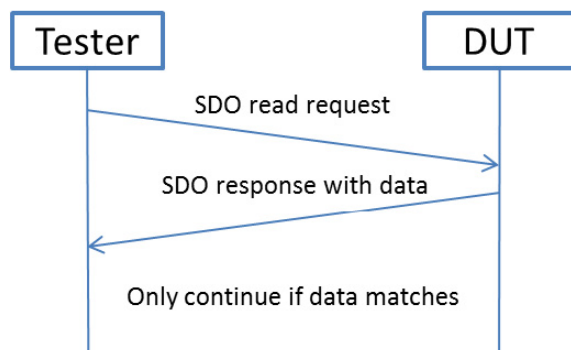 Tester
DUT
SDO read request
SDO response with data
Only continue if data matches